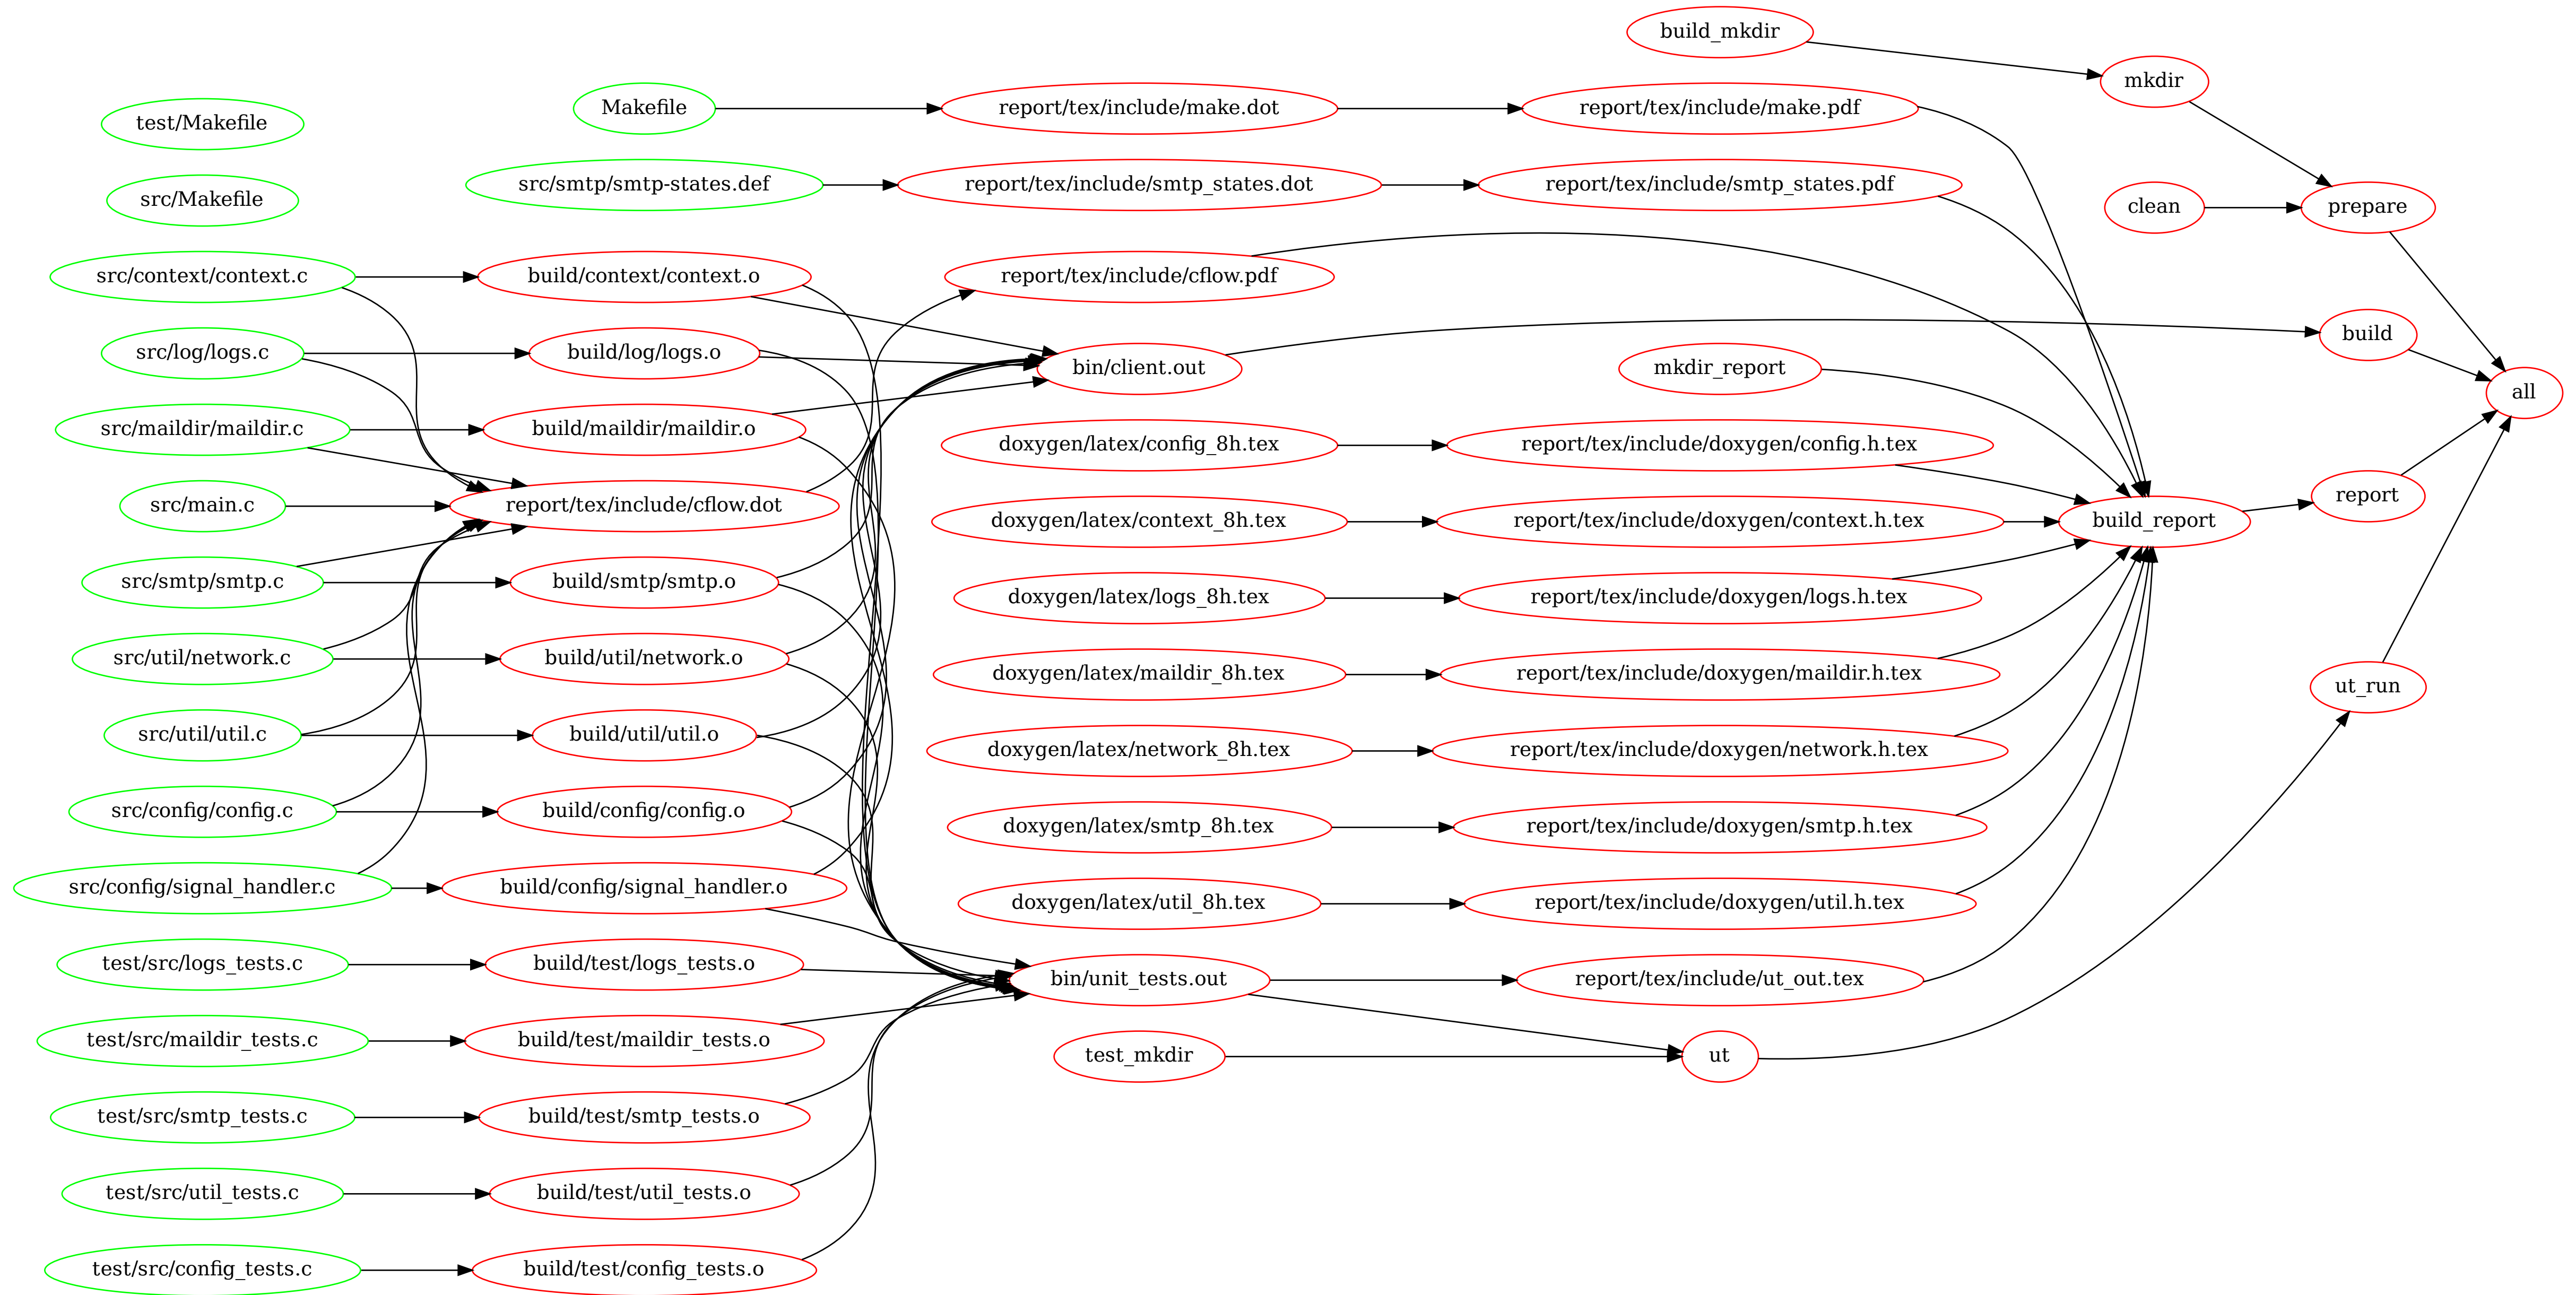 build_mkdir
mkdir
test/Makefile
Makefile
report/tex/include/make.dot
report/tex/include/make.pdf
src/Makefile
src/smtp/smtp-states.def
report/tex/include/smtp_states.dot
report/tex/include/smtp_states.pdf
clean
prepare
src/context/context.c
build/context/context.o
report/tex/include/cflow.pdf
build
src/log/logs.c
build/log/logs.o
bin/client.out
mkdir_report
all
src/maildir/maildir.c
build/maildir/maildir.o
doxygen/latex/config_8h.tex
report/tex/include/doxygen/config.h.tex
src/main.c
report/tex/include/cflow.dot
doxygen/latex/context_8h.tex
report/tex/include/doxygen/context.h.tex
build_report
report
src/smtp/smtp.c
build/smtp/smtp.o
doxygen/latex/logs_8h.tex
report/tex/include/doxygen/logs.h.tex
src/util/network.c
build/util/network.o
doxygen/latex/maildir_8h.tex
report/tex/include/doxygen/maildir.h.tex
ut_run
src/util/util.c
build/util/util.o
doxygen/latex/network_8h.tex
report/tex/include/doxygen/network.h.tex
src/config/config.c
build/config/config.o
doxygen/latex/smtp_8h.tex
report/tex/include/doxygen/smtp.h.tex
src/config/signal_handler.c
build/config/signal_handler.o
doxygen/latex/util_8h.tex
report/tex/include/doxygen/util.h.tex
test/src/logs_tests.c
build/test/logs_tests.o
bin/unit_tests.out
report/tex/include/ut_out.tex
test/src/maildir_tests.c
build/test/maildir_tests.o
test_mkdir
ut
test/src/smtp_tests.c
build/test/smtp_tests.o
test/src/util_tests.c
build/test/util_tests.o
test/src/config_tests.c
build/test/config_tests.o